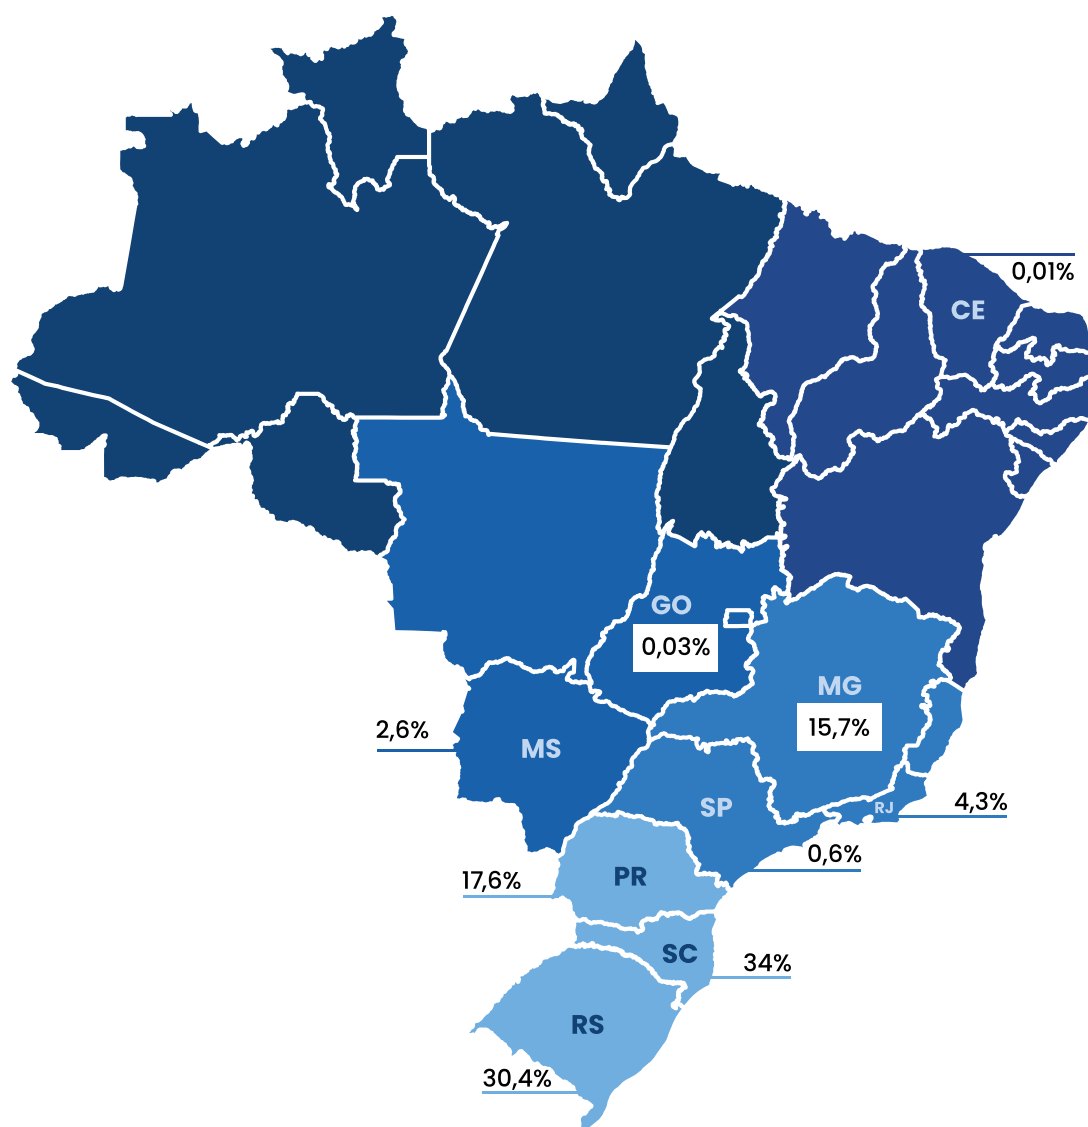 0,01%
CE
GO
0,03%
MG
15,7%
2,6%
MS
SP
RJ
4,3%
0,6%
17,6%
PR
SC
34%
RS
30,4%